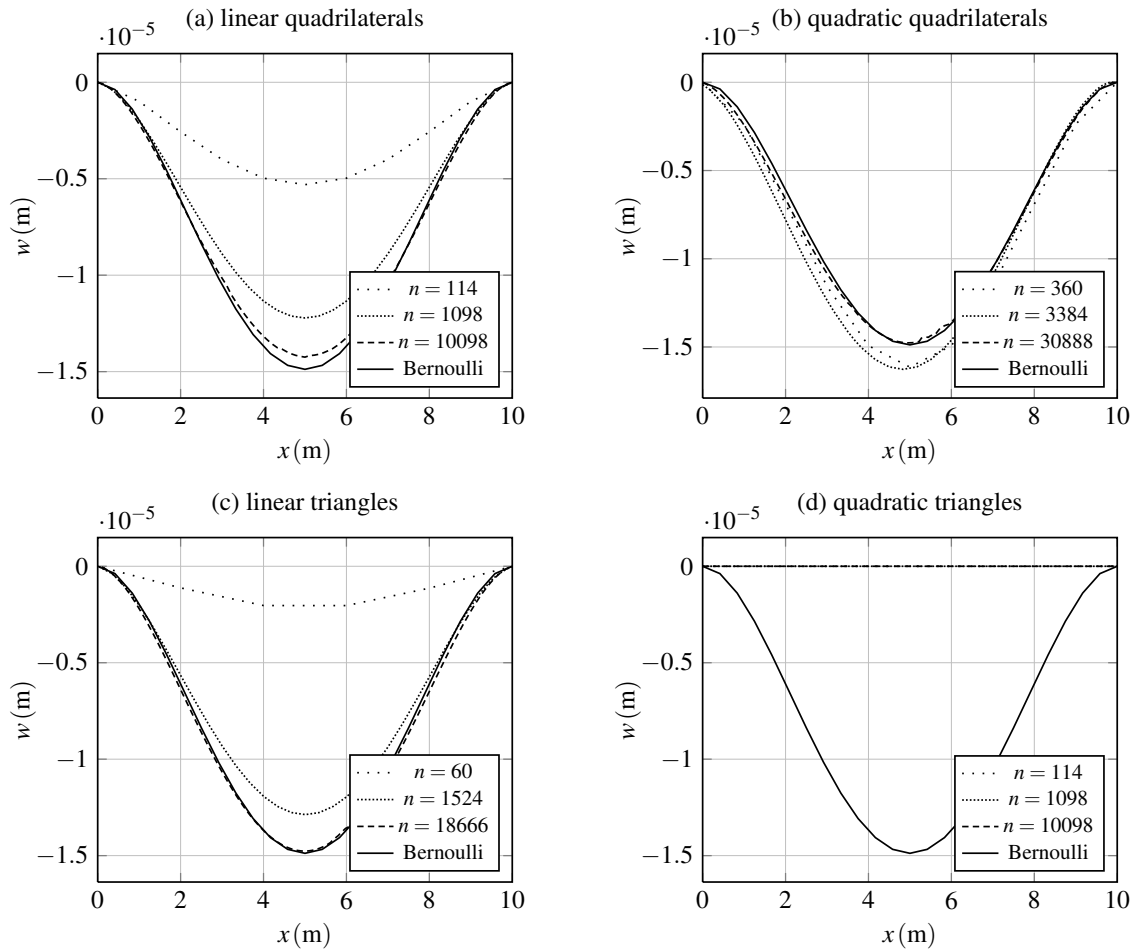 (a) linear quadrilaterals
·10⁻⁵
0
−0.5
−1
−1.5
w (m)
0 2 4 6 8 10
x (m)
n = 114
n = 1098
n = 10098
Bernoulli
(b) quadratic quadrilaterals
·10⁻⁵
0
−0.5
−1
−1.5
w (m)
0 2 4 6 8 10
x (m)
n = 360
n = 3384
n = 30888
Bernoulli
(c) linear triangles
·10⁻⁵
0
−0.5
−1
−1.5
w (m)
0 2 4 6 8 10
x (m)
n = 60
n = 1524
n = 18666
Bernoulli
(d) quadratic triangles
·10⁻⁵
0
−0.5
−1
−1.5
w (m)
0 2 4 6 8 10
x (m)
n = 114
n = 1098
n = 10098
Bernoulli